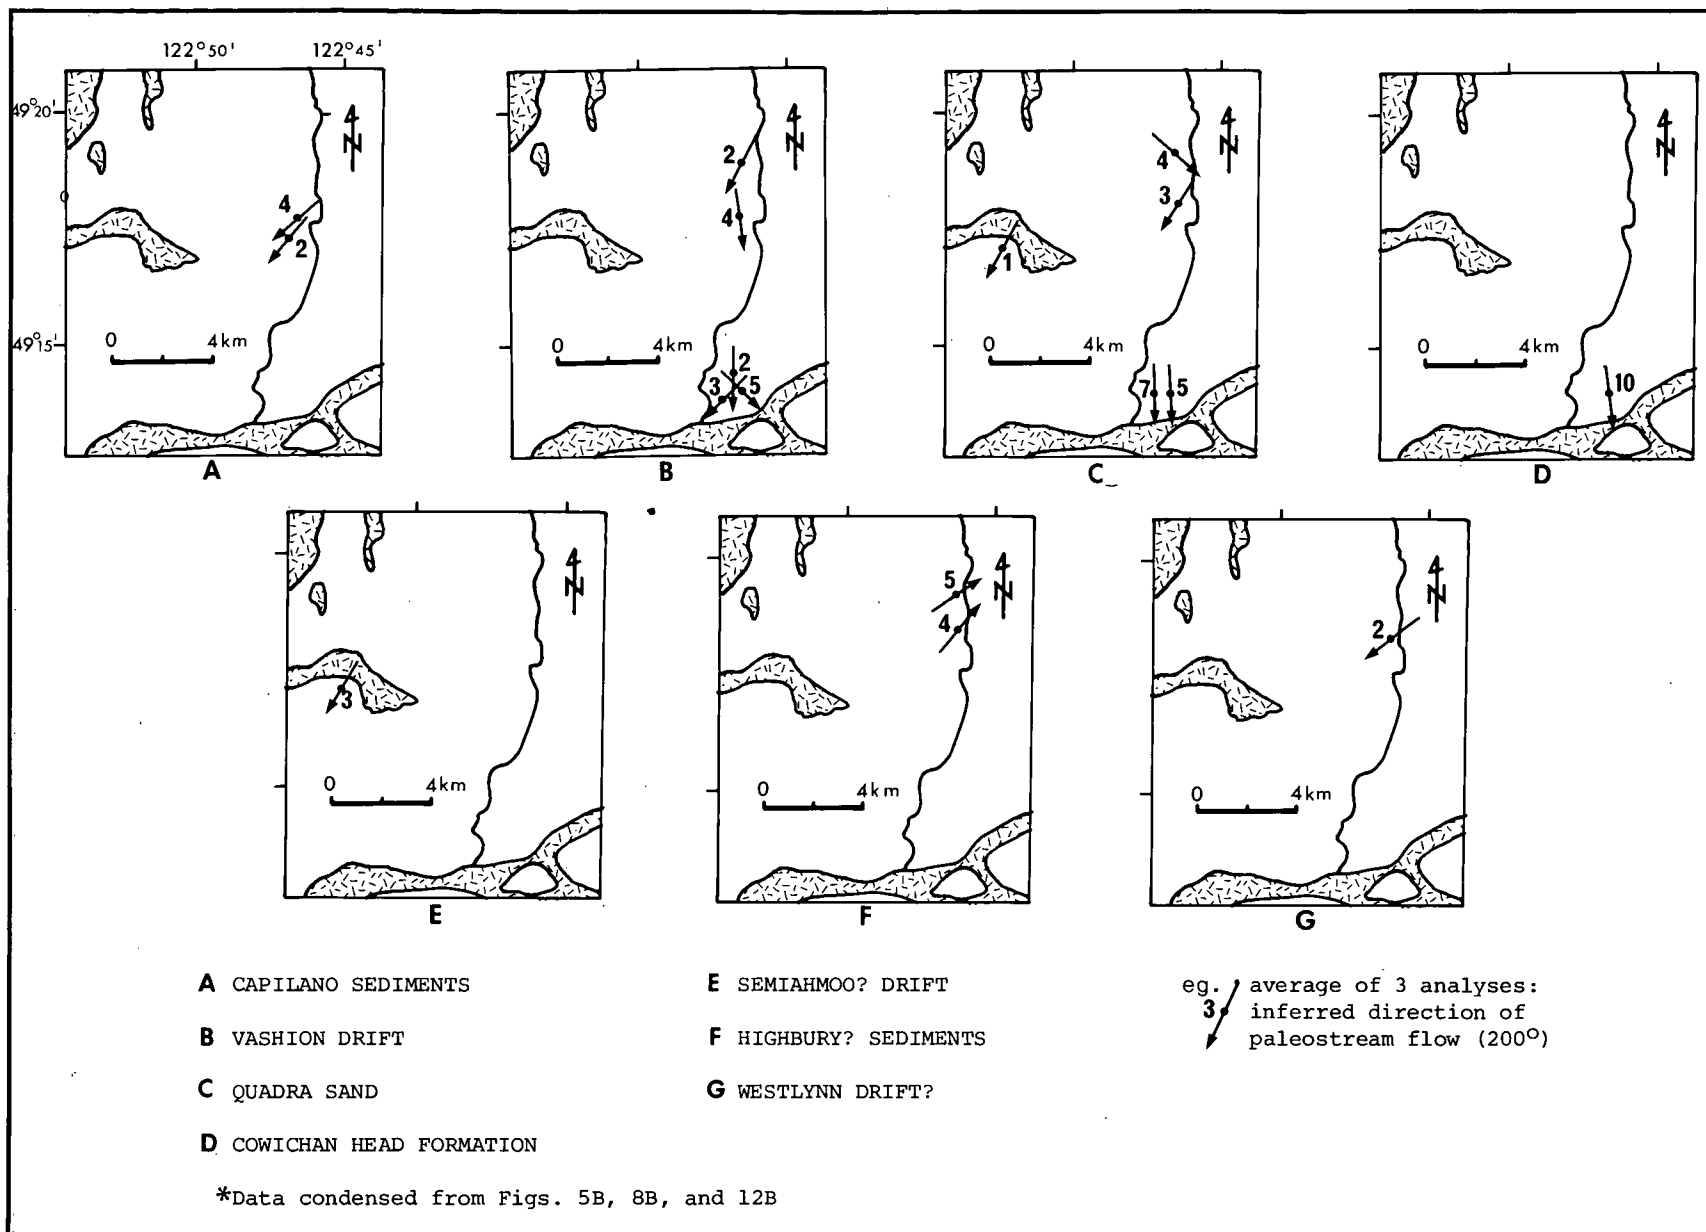 122°50' 122°45'
49°20'
49°15'
N
4
2
0 4km
A
N
2
4
2
3 5
0 4km
B
N
4
3
1
7 5
0 4km
C
N
10
0 4km
D
N
3
0 4km
E
N
5
4
0 4km
F
N
2
0 4km
G
A CAPILANO SEDIMENTS
B VASHION DRIFT
C QUADRA SAND
D COWICHAN HEAD FORMATION
*Data condensed from Figs. 5B, 8B, and 12B
E SEMIAHMOO? DRIFT
F HIGHBURY? SEDIMENTS
G WESTLYNN DRIFT?
eg. average of 3 analyses:
3 inferred direction of
paleostream flow (200°)